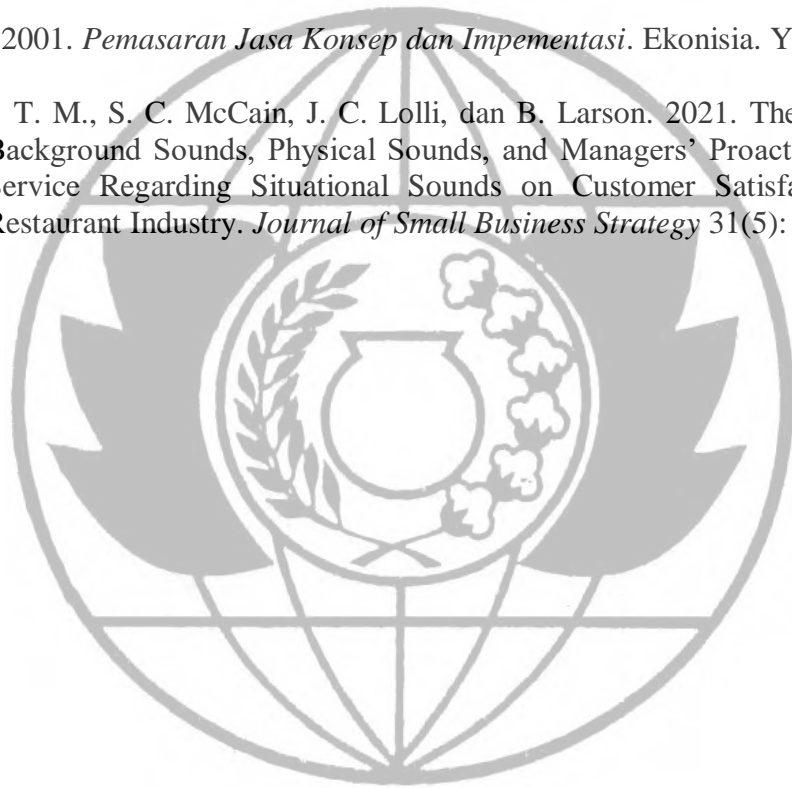 2001. Pemasaran Jasa Konsep dan Impementasi. Ekonisia. Y
T. M., S. C. McCain, J. C. Lolli, dan B. Larson. 2021. The
Background Sounds, Physical Sounds, and Managers’ Proact
Service Regarding Situational Sounds on Customer Satisfa
Restaurant Industry. Journal of Small Business Strategy 31(5):